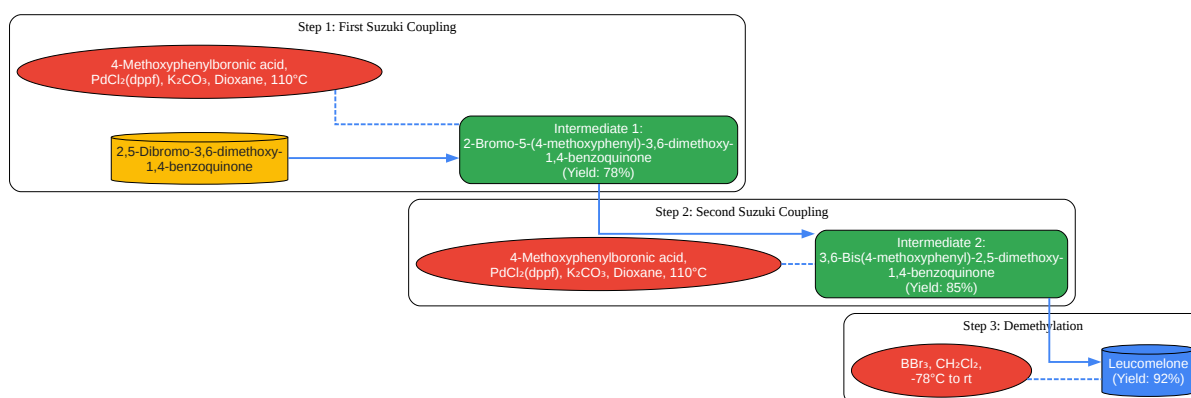 Step 1: First Suzuki Coupling
4-Methoxyphenylboronic acid,
PdCl₂(dppf), K₂CO₃, Dioxane, 110°C
2,5-Dibromo-3,6-dimethoxy-
1,4-benzoquinone
Intermediate 1:
2-Bromo-5-(4-methoxyphenyl)-3,6-dimethoxy-
1,4-benzoquinone
(Yield: 78%)
Step 2: Second Suzuki Coupling
4-Methoxyphenylboronic acid,
PdCl₂(dppf), K₂CO₃, Dioxane, 110°C
Intermediate 2:
3,6-Bis(4-methoxyphenyl)-2,5-dimethoxy-
1,4-benzoquinone
(Yield: 85%)
Step 3: Demethylation
BBr₃, CH₂Cl₂,
-78°C to rt
Leucomelone
(Yield: 92%)